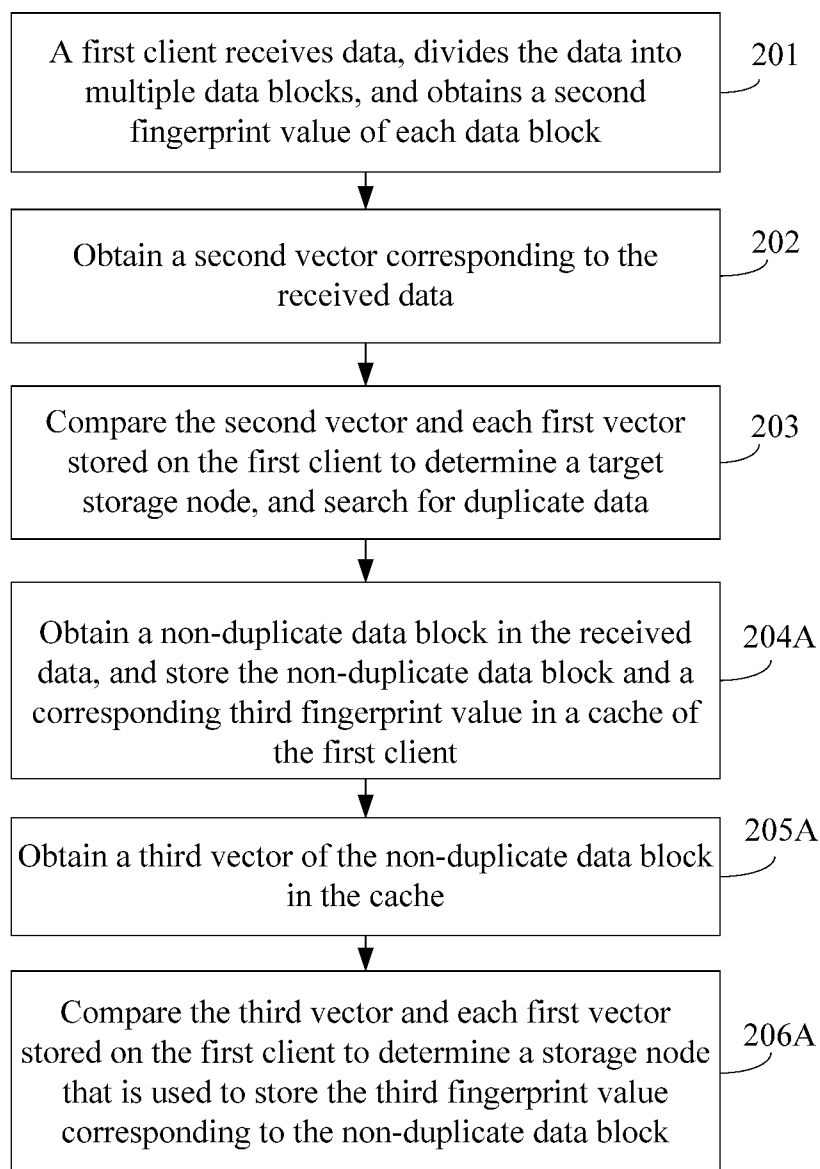 A first client receives data, divides the data into
multiple data blocks, and obtains a second
fingerprint value of each data block
201
Obtain a second vector corresponding to the
received data
202
Compare the second vector and each first vector
stored on the first client to determine a target
storage node, and search for duplicate data
203
Obtain a non-duplicate data block in the received
data, and store the non-duplicate data block and a
corresponding third fingerprint value in a cache of
the first client
204A
Obtain a third vector of the non-duplicate data block
in the cache
205A
Compare the third vector and each first vector
stored on the first client to determine a storage node
that is used to store the third fingerprint value
corresponding to the non-duplicate data block
206A